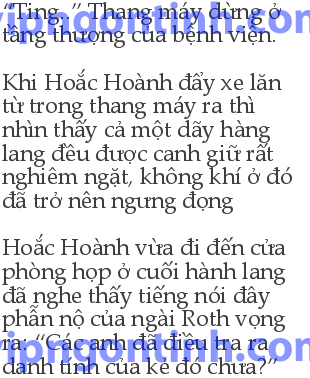 “Ting..” Thang máy dừng ở
vipngontinh.com
tầng thượng của bệnh viện.
Khi Hoắc Hoành đẩy xe lăn
từ trong thang máy ra thì
nhìn thấy cả một dãy hàng
lang đều được canh giữ rất
nghiêm ngặt, không khí ở đó
đã trở nên ngưng đọng
Hoắc Hoành vừa đi đến cửa
phòng họp ở cuối hành lang
đã nghe thấy tiếng nói đầy
phẫn nộ của ngài Roth vọng
ra: “Các anh đã điều tra ra
vipngontinh.com
danh tính của kẻ đó chưa?”